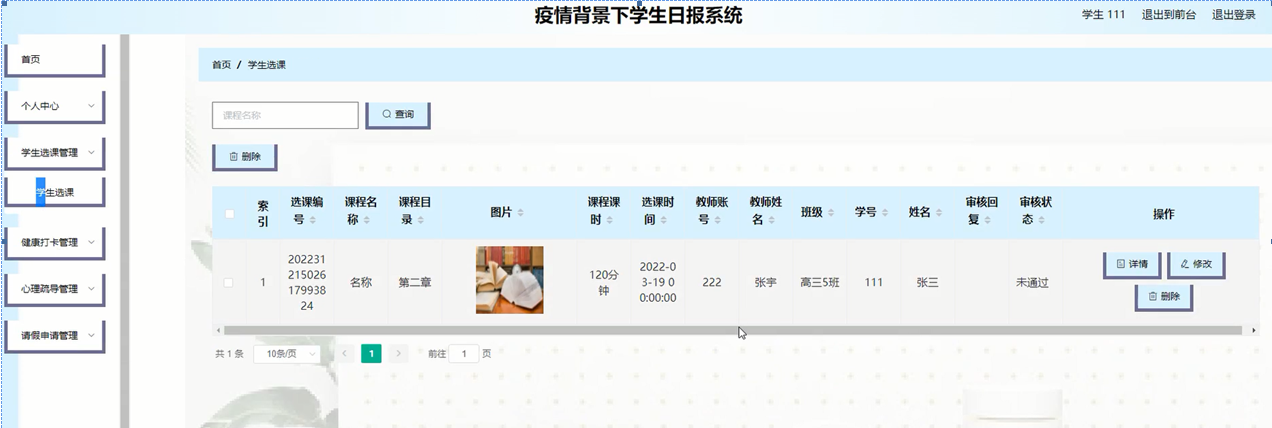 疫情背景下学生日报系统
学生 111 退出到前台 退出登录
首页
个人中心
学生选课管理
学生选课
健康打卡管理
心理疏导管理
请假申请管理
首页 / 学生选课
课程名称 查询
删除
索引 选课编号 课程名称 课程目录 图片 课程课时 选课时间 教师账号 教师姓名 班级 学号 姓名 审核回复 审核状态 操作
1 20223121502617993824 名称 第二章 120分钟 2022-03-19 00:00:00 222 张宇 高三5班 111 张三 未通过 详情 修改
删除
共 1 条 10条/页 1 前往 1 页